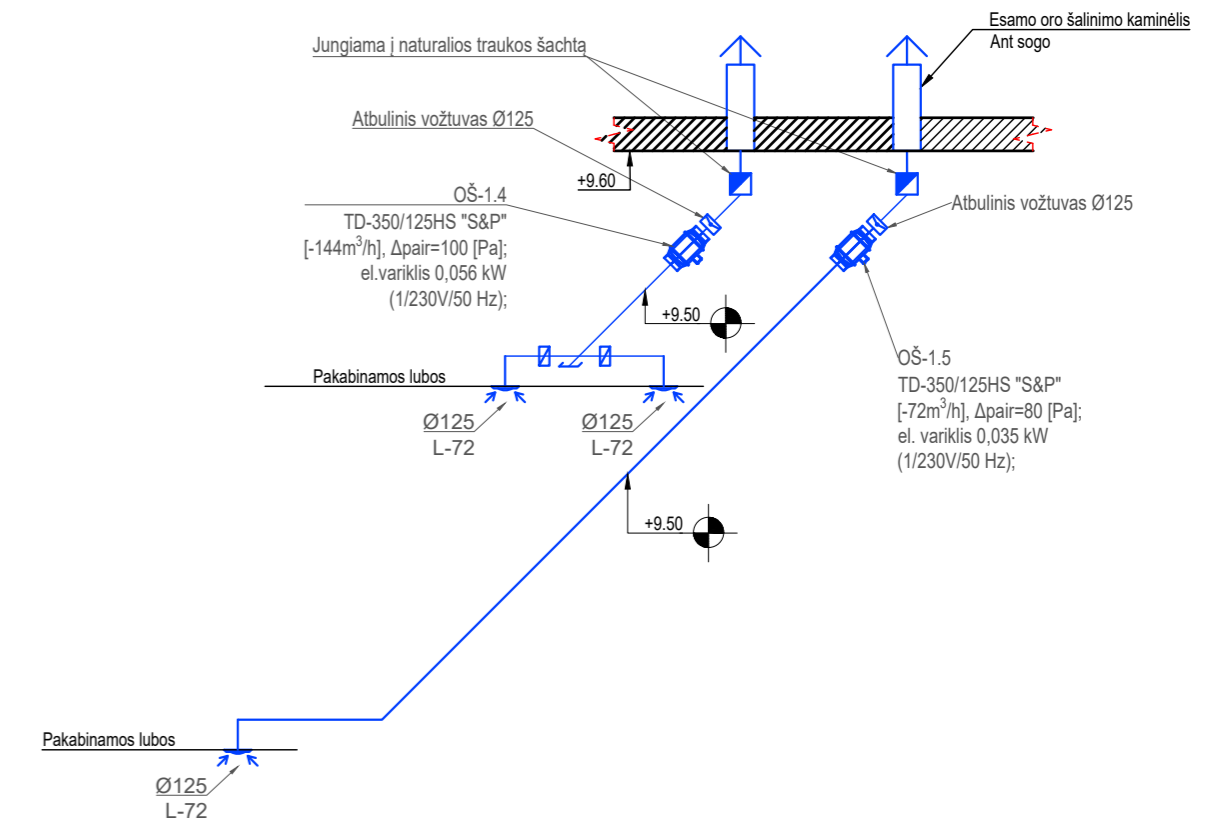 Esamo oro šalinimo kaminėlis
Ant sogo
Jungiama į naturalios traukos šachtą
Atbulinis vožtuvas Ø125
+9.60
OŠ-1.4
TD-350/125HS "S&P"
[-144m³/h], Δpair=100 [Pa];
el.variklis 0,056 kW
(1/230V/50 Hz);
Atbulinis vožtuvas Ø125
+9.50
OŠ-1.5
TD-350/125HS "S&P"
[-72m³/h], Δpair=80 [Pa];
el. variklis 0,035 kW
(1/230V/50 Hz);
Pakabinamos lubos
Ø125
L-72
Ø125
L-72
+9.50
Pakabinamos lubos
Ø125
L-72